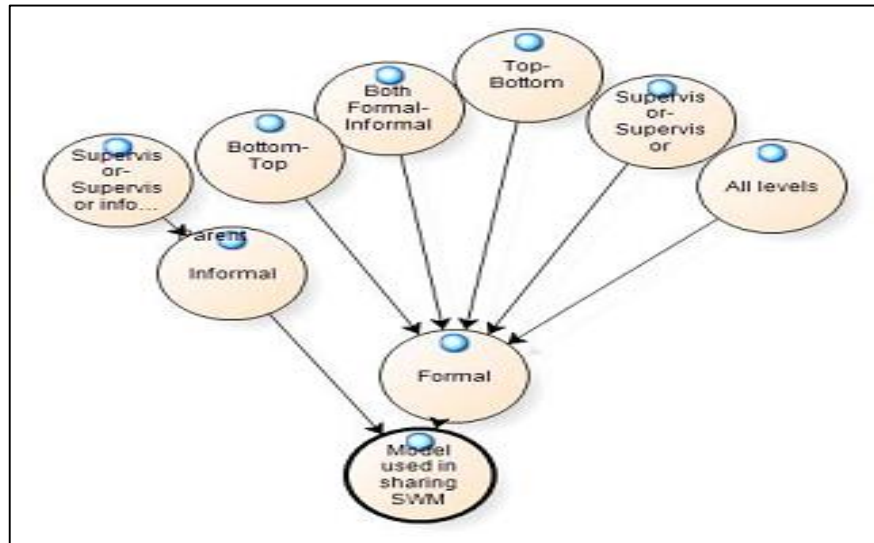 Top-
Bottom
Both
Formal-
Informal
Supervis
or-
Supervis
or
Bottom-
Top
Supervis
or-
Supervis
or info...
All levels
Parent
Informal
Formal
Model
used in
sharing
SWM